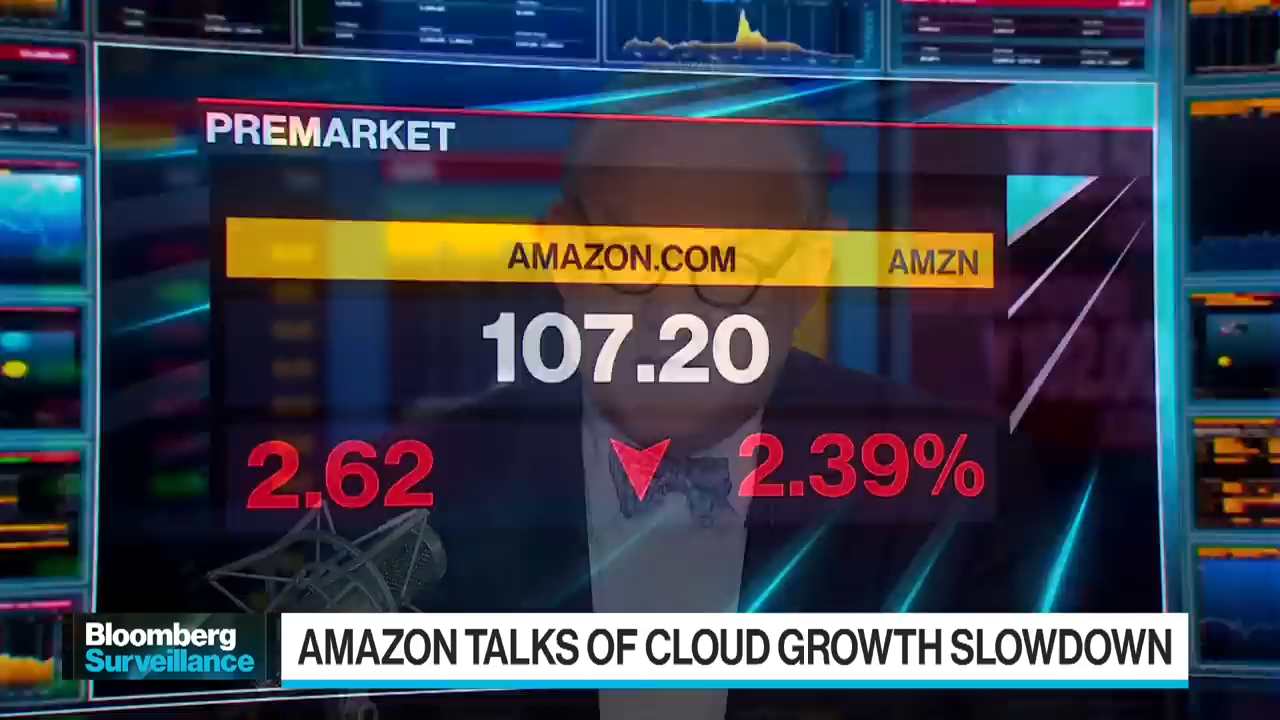 PREMARKET
AMAZON.COM AMZN
107.20
2.62 2.39%
Bloomberg
Surveillance
AMAZON TALKS OF CLOUD GROWTH SLOWDOWN